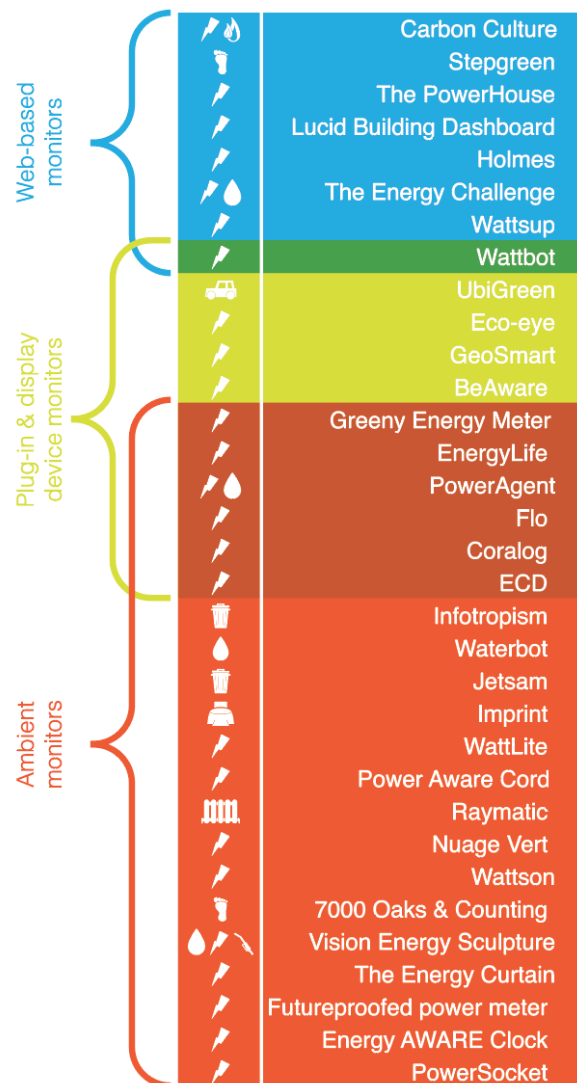 Web-based
monitors
Plug-in & display
device monitors
Ambient
monitors
Carbon Culture
Stepgreen
The PowerHouse
Lucid Building Dashboard
Holmes
The Energy Challenge
Wattsup
Wattbot
UbiGreen
Eco-eye
GeoSmart
BeAware
Greeny Energy Meter
EnergyLife
PowerAgent
Flo
Coralog
ECD
Infotropism
Waterbot
Jetsam
Imprint
WattLite
Power Aware Cord
Raymatic
Nuage Vert
Wattson
7000 Oaks & Counting
Vision Energy Sculpture
The Energy Curtain
Futureproofed power meter
Energy AWARE Clock
PowerSocket